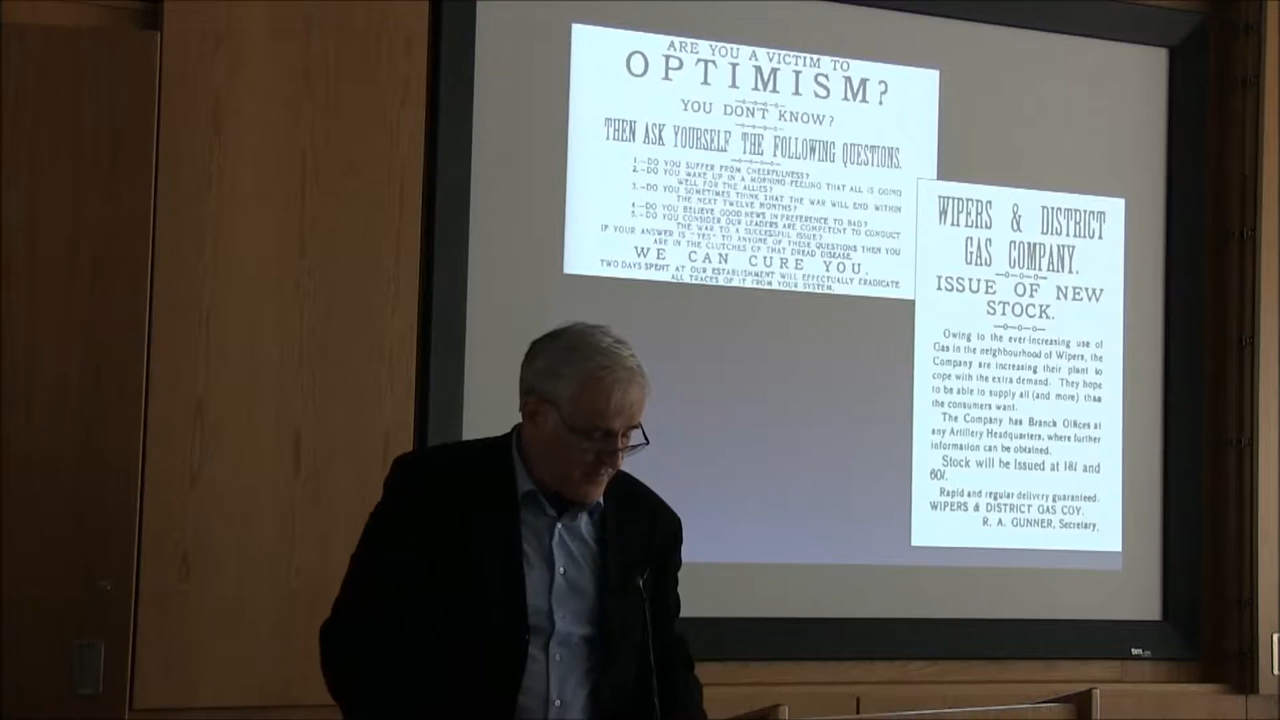 ARE YOU A VICTIM TO
OPTIMISM?
YOU DON'T KNOW?
THEN ASK YOURSELF THE FOLLOWING QUESTIONS.
1.-DO YOU SUFFER FROM CHEERFULNESS?
2.-DO YOU WAKE UP IN A MORNING FEELING THAT ALL IS GOING
WELL FOR THE ALLIES?
3.-DO YOU SOMETIMES THINK THAT THE WAR WILL END WITHIN
THE NEXT TWELVE MONTHS?
4.-DO YOU BELIEVE GOOD NEWS IN PREFERENCE TO BAD?
5.-DO YOU CONSIDER OUR LEADERS ARE COMPETENT TO CONDUCT
THE WAR TO A SUCCESSFUL ISSUE?
IF YOUR ANSWER IS "YES" TO ANYONE OF THESE QUESTIONS THEN YOU
ARE IN THE CLUTCHES OF THAT DREAD DISEASE.
WE CAN CURE YOU.
TWO DAYS SPENT AT OUR ESTABLISHMENT WILL EFFECTUALLY ERADICATE
ALL TRACES OF IT FROM YOUR SYSTEM.
WIPERS & DISTRICT
GAS COMPANY.
ISSUE OF NEW
STOCK.
Owing to the ever-increasing use of
Gas in the neighbourhood of Wipers, the
Company are increasing their plant to
cope with the extra demand. They hope
to be able to supply all (and more) than
the consumers want.
The Company has Branch Offices at
any Artillery Headquarters, where further
information can be obtained.
Stock will be Issued at 18/ and
60/.
Rapid and regular delivery guaranteed.
WIPERS & DISTRICT GAS COY.
R. A. GUNNER, Secretary.